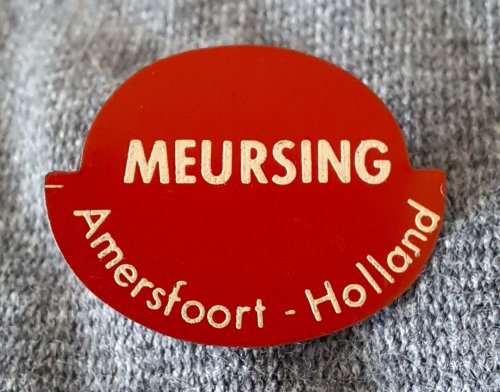 MEURSING
Amersfoort - Holland